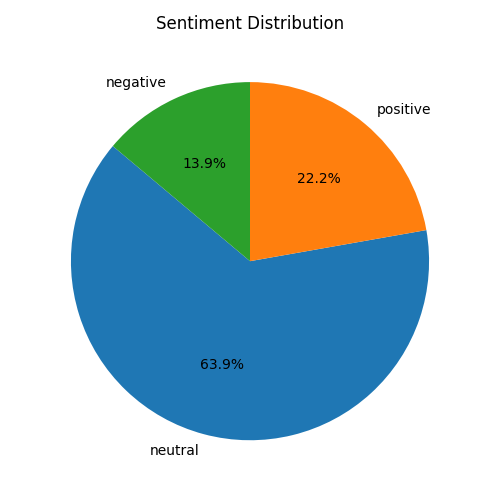 Sentiment Distribution
negative
positive
13.9%
22.2%
63.9%
neutral